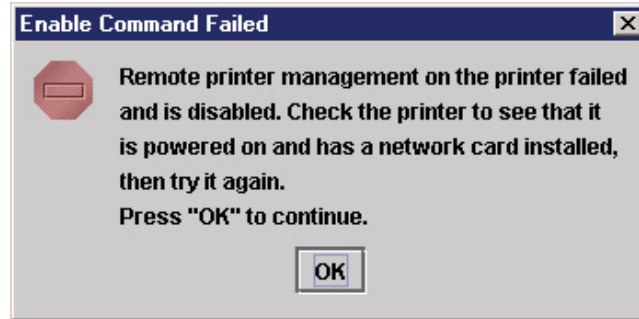 Enable Command Failed
Remote printer management on the printer failed
and is disabled. Check the printer to see that it
is powered on and has a network card installed,
then try it again.
Press "OK" to continue.
OK